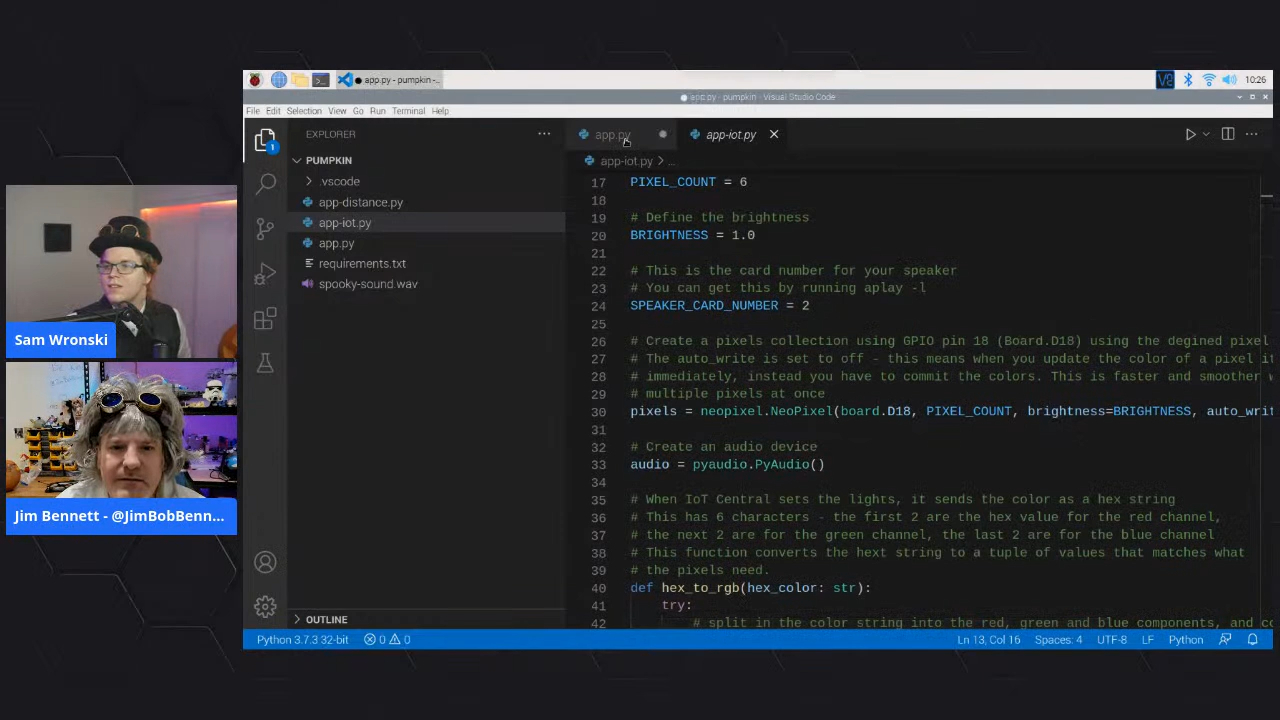 app.py - pumpkin -...
10:26
app.py - pumpkin - Visual Studio Code
File Edit Selection View Go Run Terminal Help
EXPLORER
app.py
app-iot.py
1
PUMPKIN
app-iot.py > ...
.vscode
app-distance.py
app-iot.py
app.py
requirements.txt
spooky-sound.wav
17 PIXEL_COUNT = 6
18
19 # Define the brightness
20 BRIGHTNESS = 1.0
21
22 # This is the card number for your speaker
23 # You can get this by running aplay -l
24 SPEAKER_CARD_NUMBER = 2
25
26 # Create a pixels collection using GPIO pin 18 (Board.D18) using the degined pixel
27 # The auto_write is set to off - this means when you update the color of a pixel it
28 # immediately, instead you have to commit the colors. This is faster and smoother w
29 # multiple pixels at once
30 pixels = neopixel.NeoPixel(board.D18, PIXEL_COUNT, brightness=BRIGHTNESS, auto_writ
31
32 # Create an audio device
33 audio = pyaudio.PyAudio()
34
35 # When IoT Central sets the lights, it sends the color as a hex string
36 # This has 6 characters - the first 2 are the hex value for the red channel,
37 # the next 2 are for the green channel, the last 2 are for the blue channel
38 # This function converts the hext string to a tuple of values that matches what
39 # the pixels need.
40 def hex_to_rgb(hex_color: str):
41 try:
42 # split in the color string into the red, green and blue components, and co
OUTLINE
Python 3.7.3 32-bit
0
0
Ln 13, Col 16
Spaces: 4
UTF-8
LF
Python
Sam Wronski
Jim Bennett - @JimBobBenn...